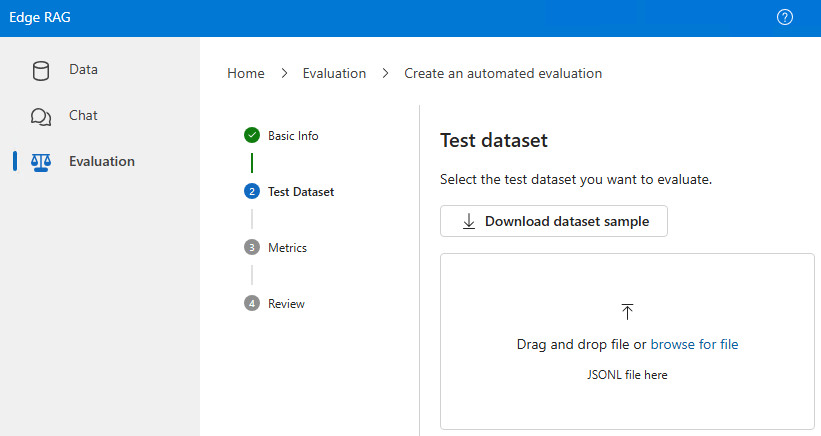 Edge RAG
Data
Chat
Evaluation
Home > Evaluation > Create an automated evaluation
Basic Info
2 Test Dataset
3 Metrics
4 Review
Test dataset
Select the test dataset you want to evaluate.
Download dataset sample
Drag and drop file or browse for file
JSONL file here